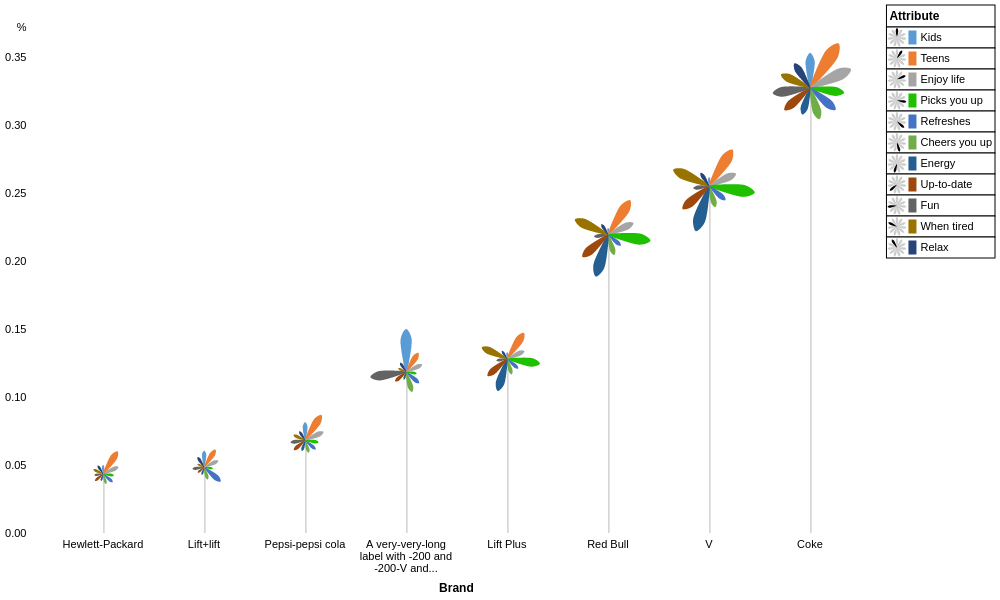 %
0.35
0.30
0.25
0.20
0.15
0.10
0.05
0.00
Hewlett-Packard
Lift+lift
Pepsi-pepsi cola
A very-very-long
label with -200 and
-200-V and...
Lift Plus
Red Bull
V
Coke
Brand
Attribute
Kids
Teens
Enjoy life
Picks you up
Refreshes
Cheers you up
Energy
Up-to-date
Fun
When tired
Relax